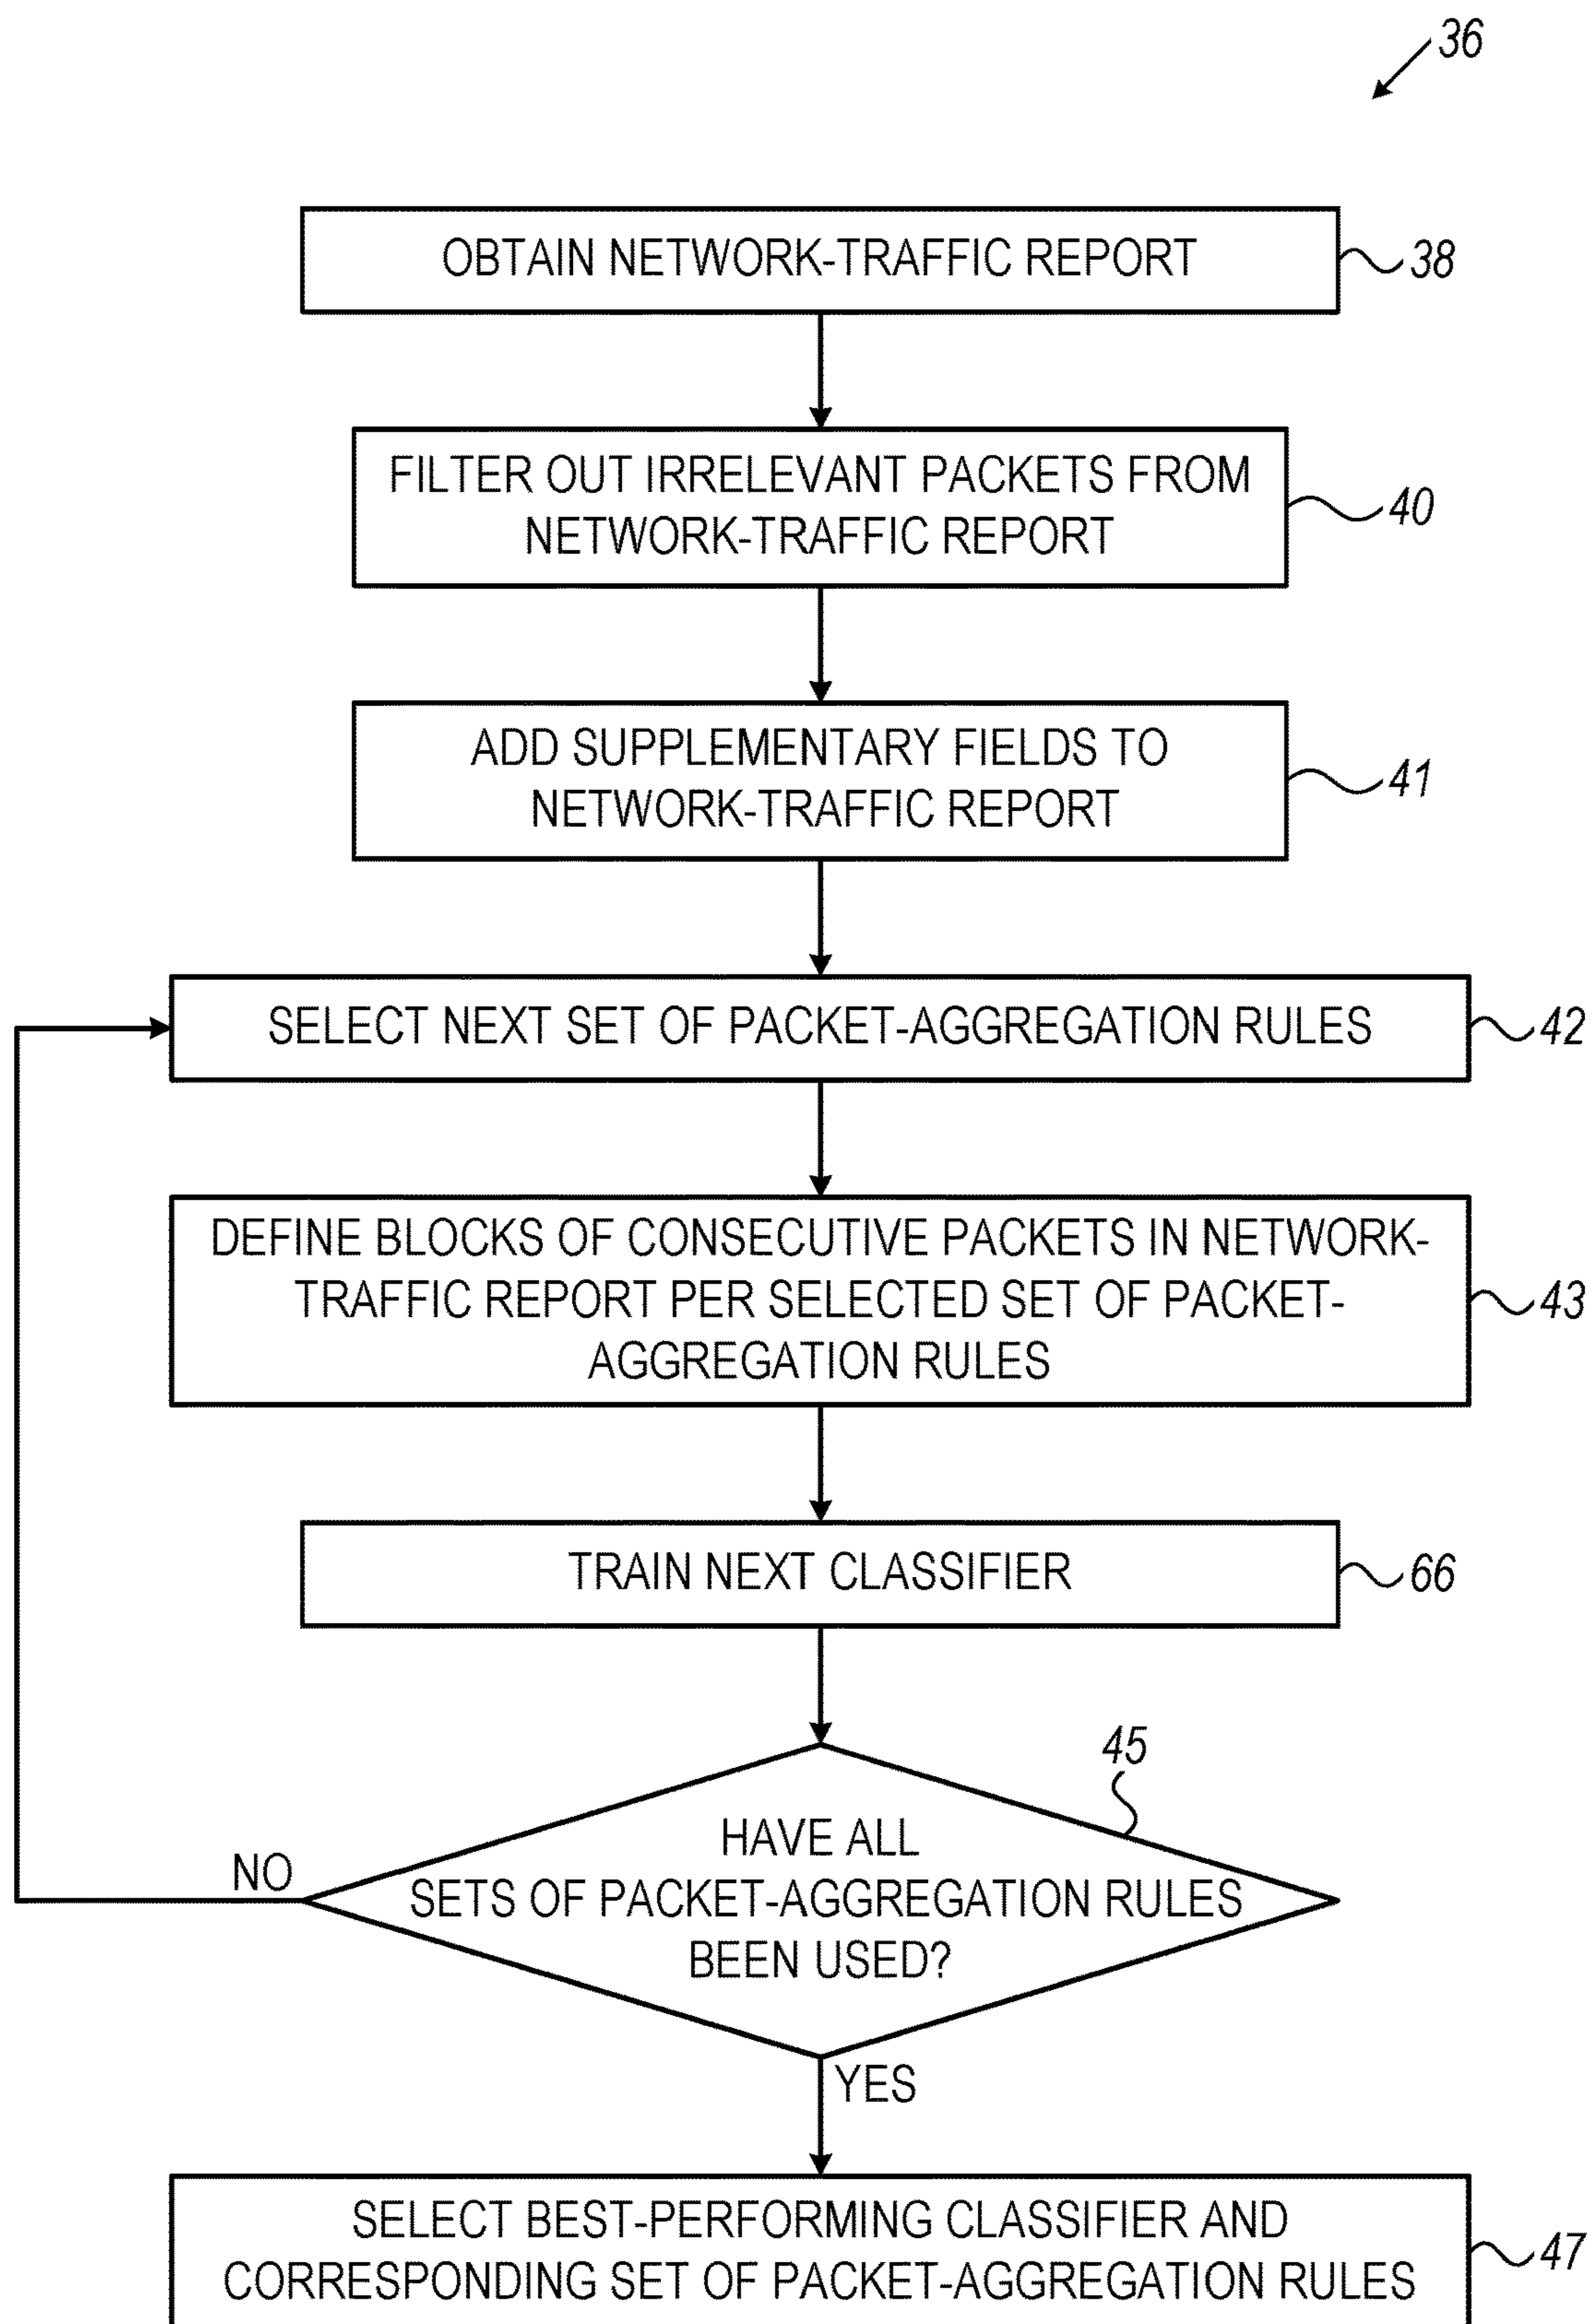 36
OBTAIN NETWORK-TRAFFIC REPORT
38
FILTER OUT IRRELEVANT PACKETS FROM
NETWORK-TRAFFIC REPORT
40
ADD SUPPLEMENTARY FIELDS TO
NETWORK-TRAFFIC REPORT
41
SELECT NEXT SET OF PACKET-AGGREGATION RULES
42
DEFINE BLOCKS OF CONSECUTIVE PACKETS IN NETWORK-
TRAFFIC REPORT PER SELECTED SET OF PACKET-
AGGREGATION RULES
43
TRAIN NEXT CLASSIFIER
66
45
HAVE ALL
SETS OF PACKET-AGGREGATION RULES
BEEN USED?
NO
YES
SELECT BEST-PERFORMING CLASSIFIER AND
CORRESPONDING SET OF PACKET-AGGREGATION RULES
47